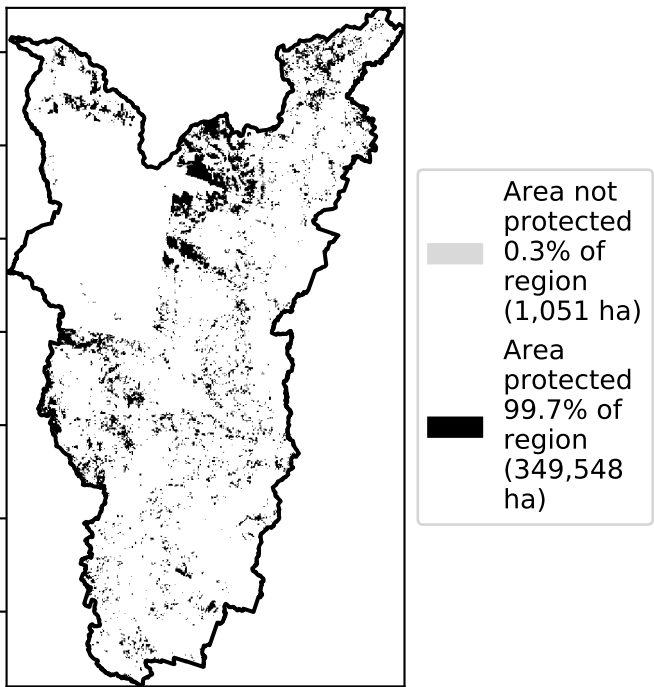 Area not
protected
0.3% of
region
(1,051 ha)
Area
protected
99.7% of
region
(349,548
ha)